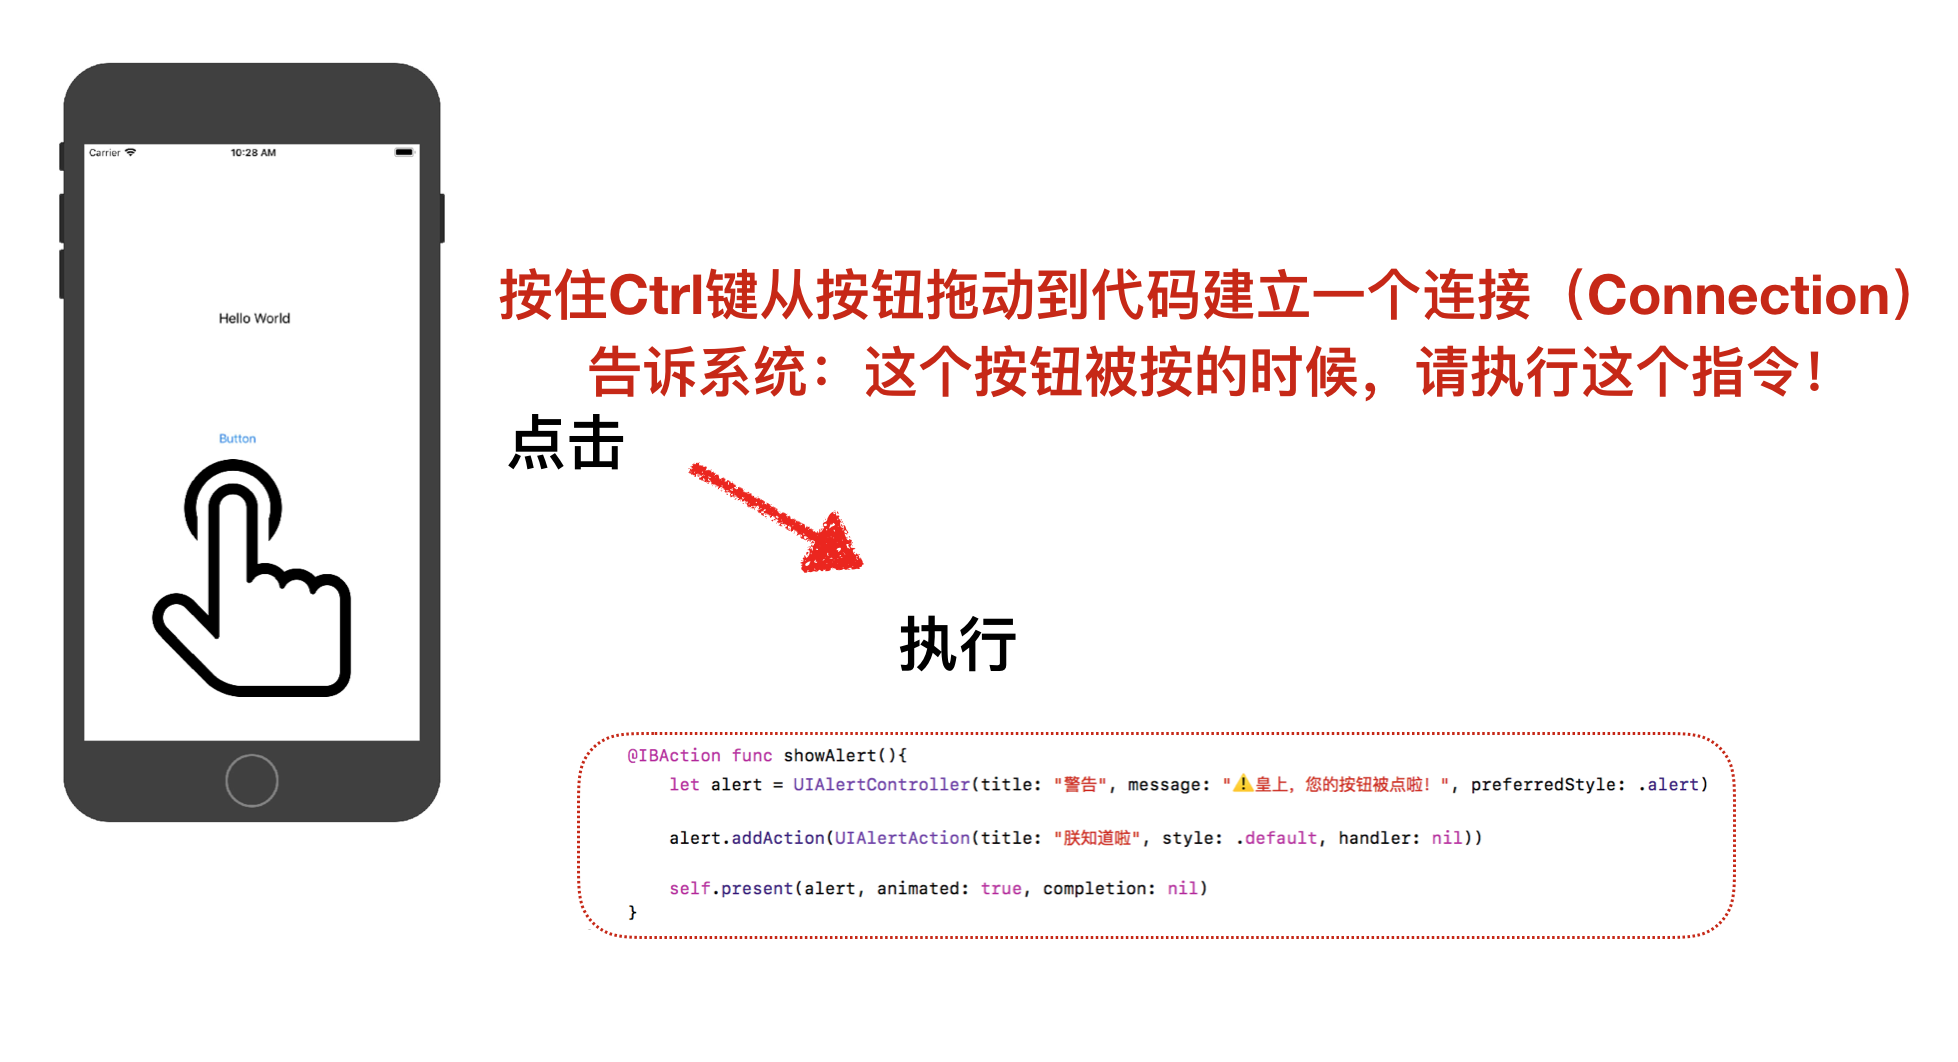 Carrier 10:28 AM
Hello World
Button
按住Ctrl键从按钮拖动到代码建立一个连接（Connection）
告诉系统：这个按钮被按的时候，请执行这个指令！
点击
执行
@IBAction func showAlert(){
let alert = UIAlertController(title: "警告", message: "⚠️皇上，您的按钮被点啦！", preferredStyle: .alert)
alert.addAction(UIAlertAction(title: "朕知道啦", style: .default, handler: nil))
self.present(alert, animated: true, completion: nil)
}